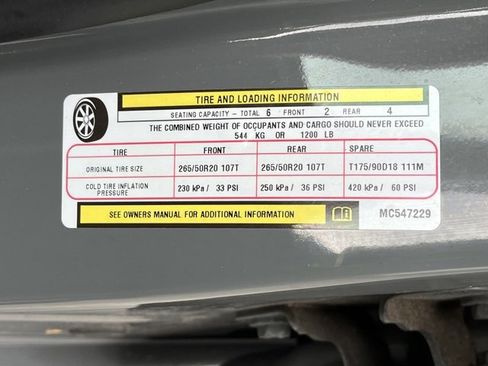 TIRE AND LOADING INFORMATION
SEATING CAPACITY - TOTAL 6 FRONT 2 REAR 4
THE COMBINED WEIGHT OF OCCUPANTS AND CARGO SHOULD NEVER EXCEED
544 KG OR 1200 LB
TIRE FRONT REAR SPARE
ORIGINAL TIRE SIZE 265/50R20 107T 265/50R20 107T T175/90D18 111M
COLD TIRE INFLATION PRESSURE 230 kPa / 33 PSI 250 kPa / 36 PSI 420 kPa / 60 PSI
SEE OWNERS MANUAL FOR ADDITIONAL INFORMATION MC547229